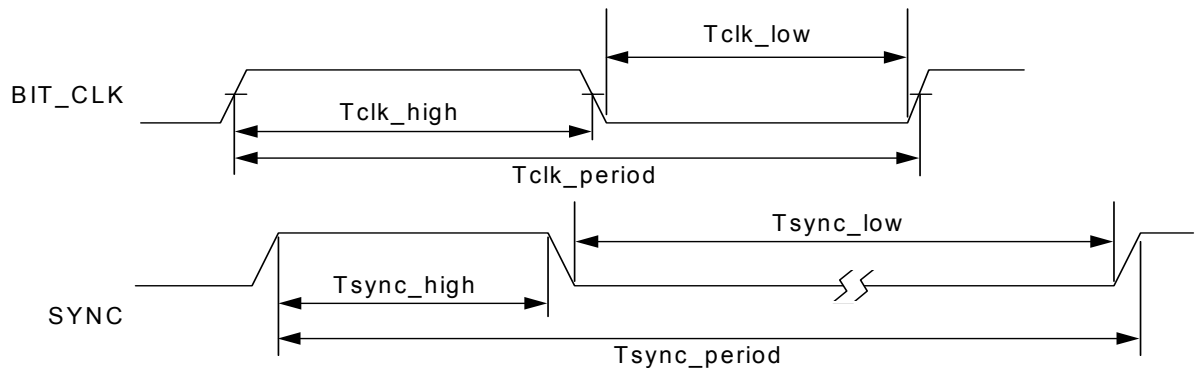 Tclk_low
BIT_CLK
Tclk_high
Tclk_period
Tsync_low
Tsync_high
SYNC
Tsync_period